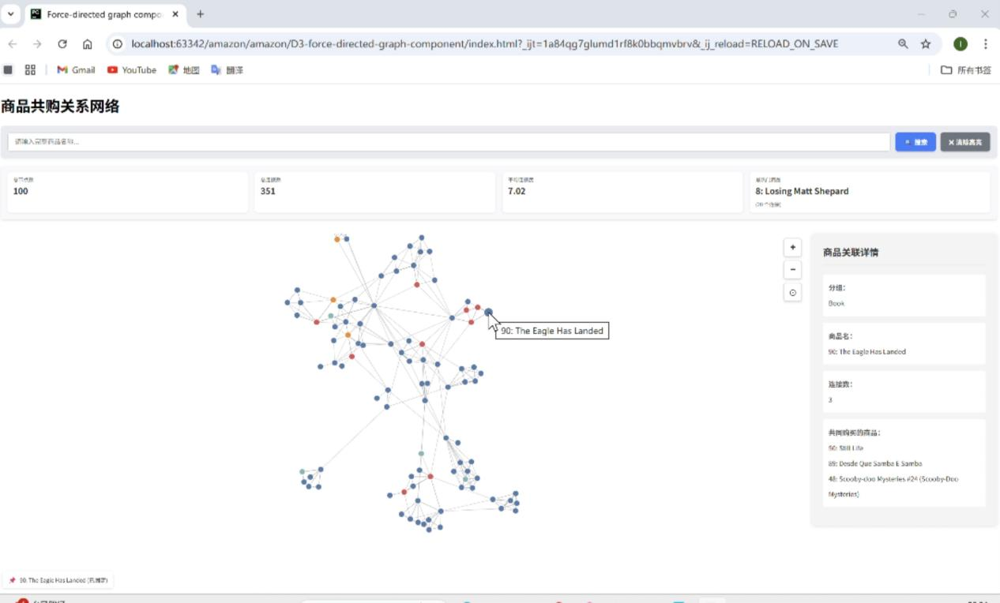 Force-directed graph compo
localhost:63342/amazon/amazon/D3-force-directed-graph-component/index.html?_ijt=1a84qg7glumd1rf8k0bbqmvbrv&_ij_reload=RELOAD_ON_SAVE
Gmail
YouTube
地图
翻译
所有书签
商品共购关系网络
请输入完整商品名称...
搜索
清除高亮
总节点数
100
总连接数
351
平均连接度
7.02
最热门商品
8: Losing Matt Shepard
+
−
90: The Eagle Has Landed
商品关联详情
分组:
Book
商品名:
90: The Eagle Has Landed
连接数:
3
共同购买的商品:
50: Still Life
89: Desde Que Samba E Samba
48: Scooby-doo Mysteries #24 (Scooby-Doo
Mysteries)
90: The Eagle Has Landed (已固定)